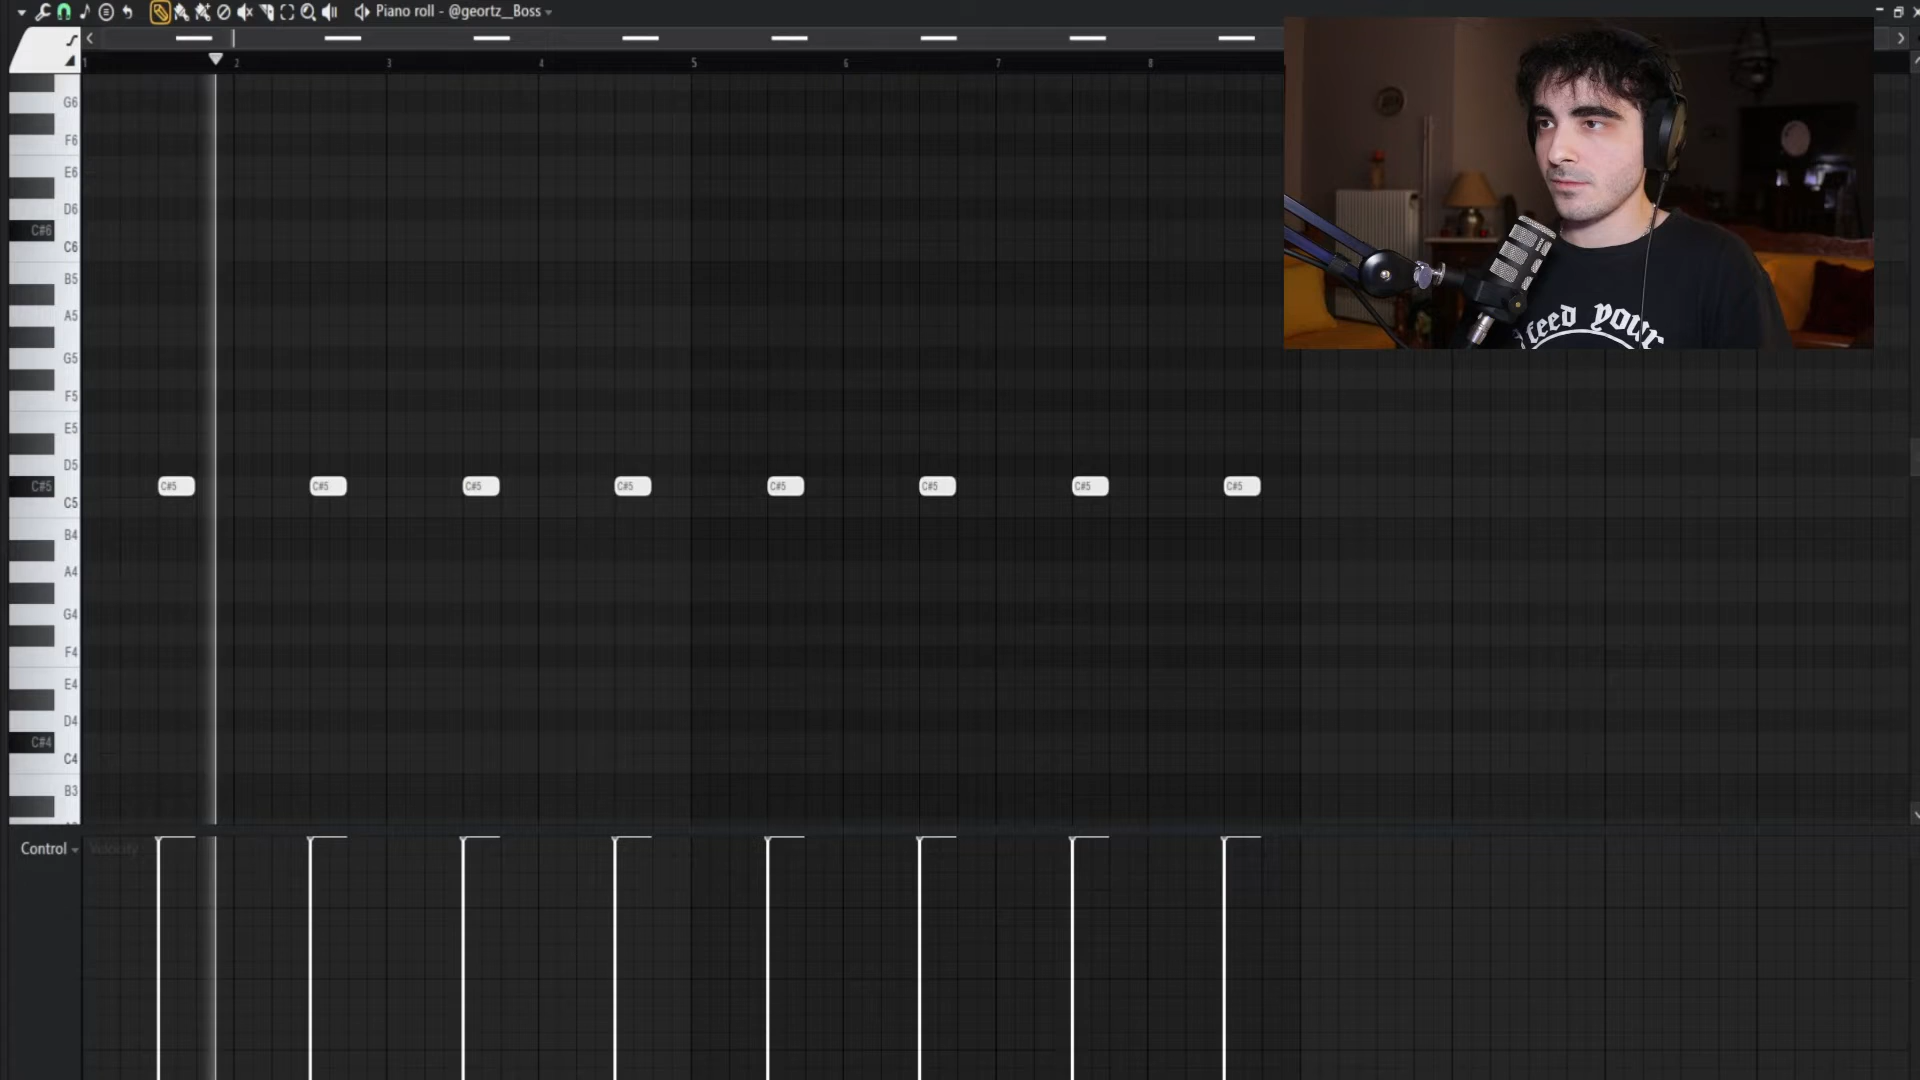 Piano roll - @geortz__Boss
1 2 3 4 5 6 7 8
G6
F6
E6
D6
C#6
C6
B5
A5
G5
F5
E5
D5
C#5 C#5 C#5 C#5 C#5 C#5 C#5 C#5 C#5
C5
B4
A4
G4
F4
E4
D4
C#4
C4
B3
Control Velocity
feed your